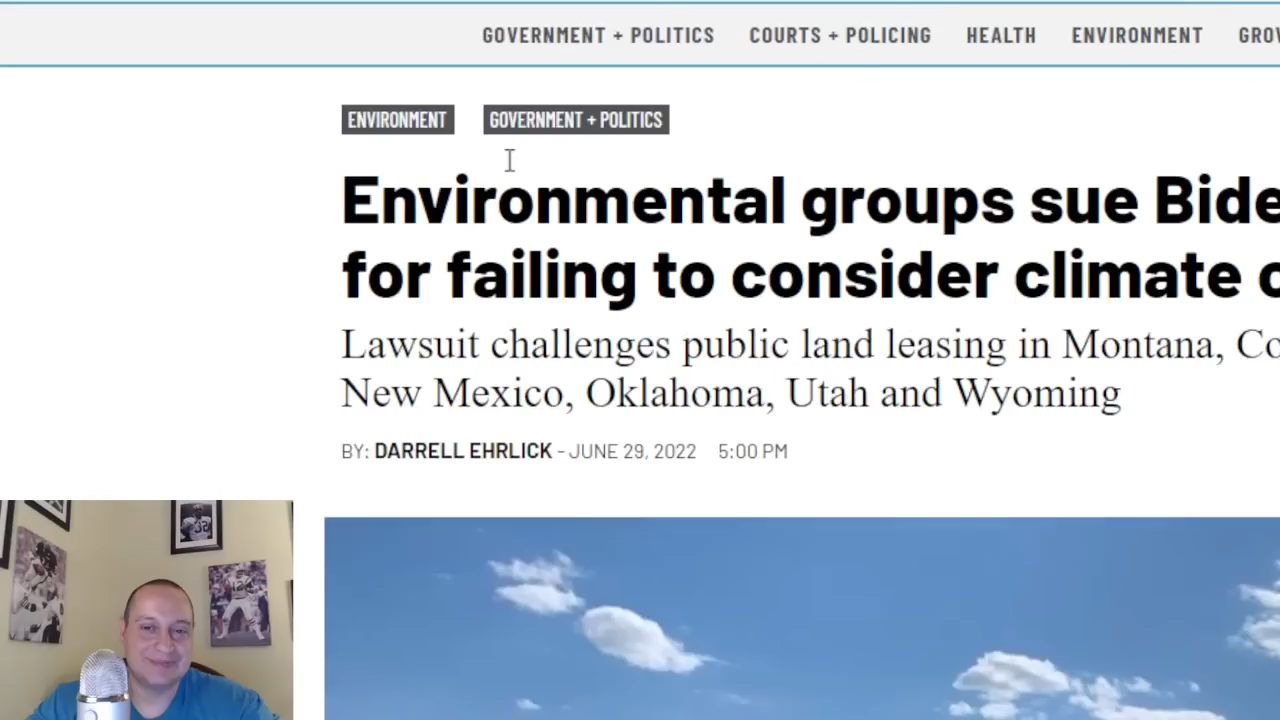 GOVERNMENT + POLITICS COURTS + POLICING HEALTH ENVIRONMENT
ENVIRONMENT GOVERNMENT + POLITICS
Environmental groups sue
for failing to consider climate
Lawsuit challenges public land leasing in Montana,
New Mexico, Oklahoma, Utah and Wyoming
BY: DARRELL EHRLICK - JUNE 29, 2022 5:00 PM